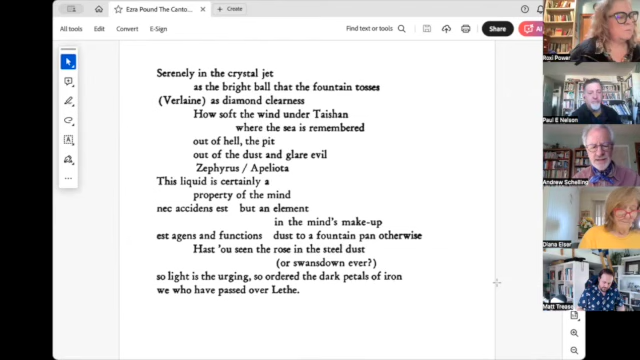 Ezra Pound The Canto...
+ Create
All tools
Edit
Convert
E-Sign
Find text or tools
Share
AI
Serenely in the crystal jet
as the bright ball that the fountain tosses
(Verlaine) as diamond clearness
How soft the wind under Taishan
where the sea is remembered
out of hell, the pit
out of the dust and glare evil
Zephyrus / Apeliota
This liquid is certainly a
property of the mind
nec accidens est but an element
in the mind's make-up
est agens and functions dust to a fountain pan otherwise
Hast 'ou seen the rose in the steel dust
(or swansdown ever?)
so light is the urging, so ordered the dark petals of iron
we who have passed over Lethe.
Roxi Power
Paul E Nelson
Andrew Schelling
Diana Elser